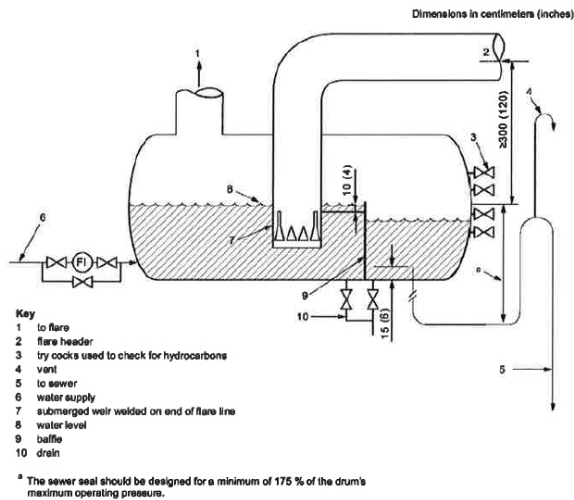 Dimensions in centimeters (inches)
1
2
≥300 (120)
4
3
10 (4)
8
6
FI
7
a
9
10
15 (6)
5
Key
1 to flare
2 flare header
3 try cocks used to check for hydrocarbons
4 vent
5 to sewer
6 water supply
7 submerged weir welded on end of flare line
8 water level
9 baffle
10 drain
a The sewer seal should be designed for a minimum of 175 % of the drum's
maximum operating pressure.